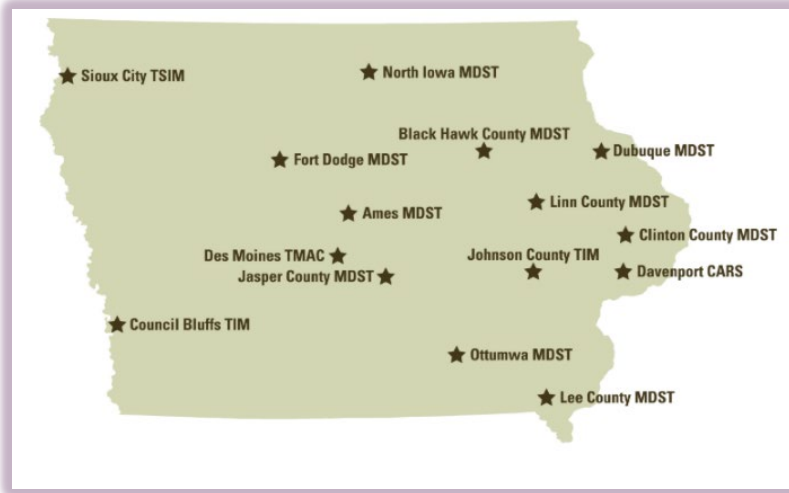 Sioux City TSIM
North Iowa MDST
Black Hawk County MDST
Fort Dodge MDST
Dubuque MDST
Linn County MDST
Ames MDST
Clinton County MDST
Des Moines TMAC
Johnson County TIM
Jasper County MDST
Davenport CARS
Council Bluffs TIM
Ottumwa MDST
Lee County MDST